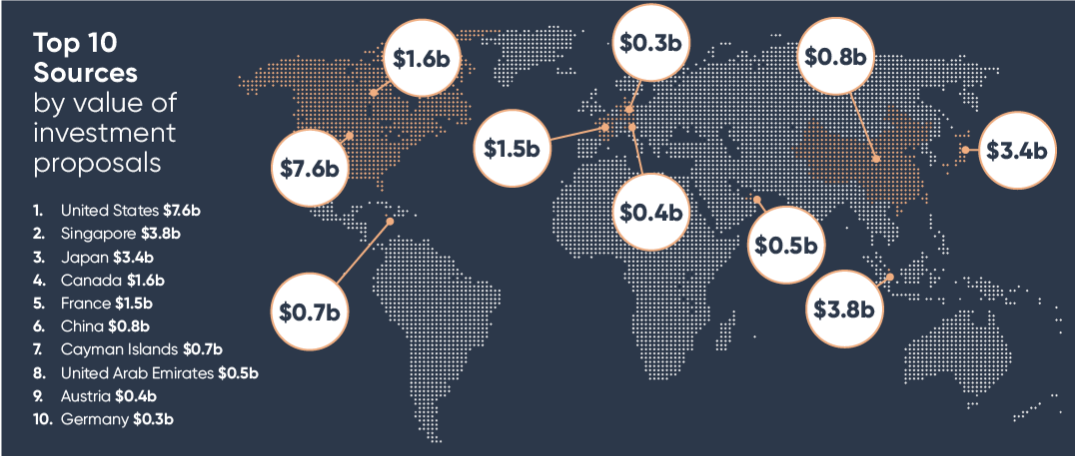 Top 10
Sources
by value of
investment
proposals
1. United States $7.6b
2. Singapore $3.8b
3. Japan $3.4b
4. Canada $1.6b
5. France $1.5b
6. China $0.8b
7. Cayman Islands $0.7b
8. United Arab Emirates $0.5b
9. Austria $0.4b
10. Germany $0.3b
$1.6b
$0.3b
$0.8b
$7.6b
$1.5b
$3.4b
$0.4b
$0.5b
$0.7b
$3.8b